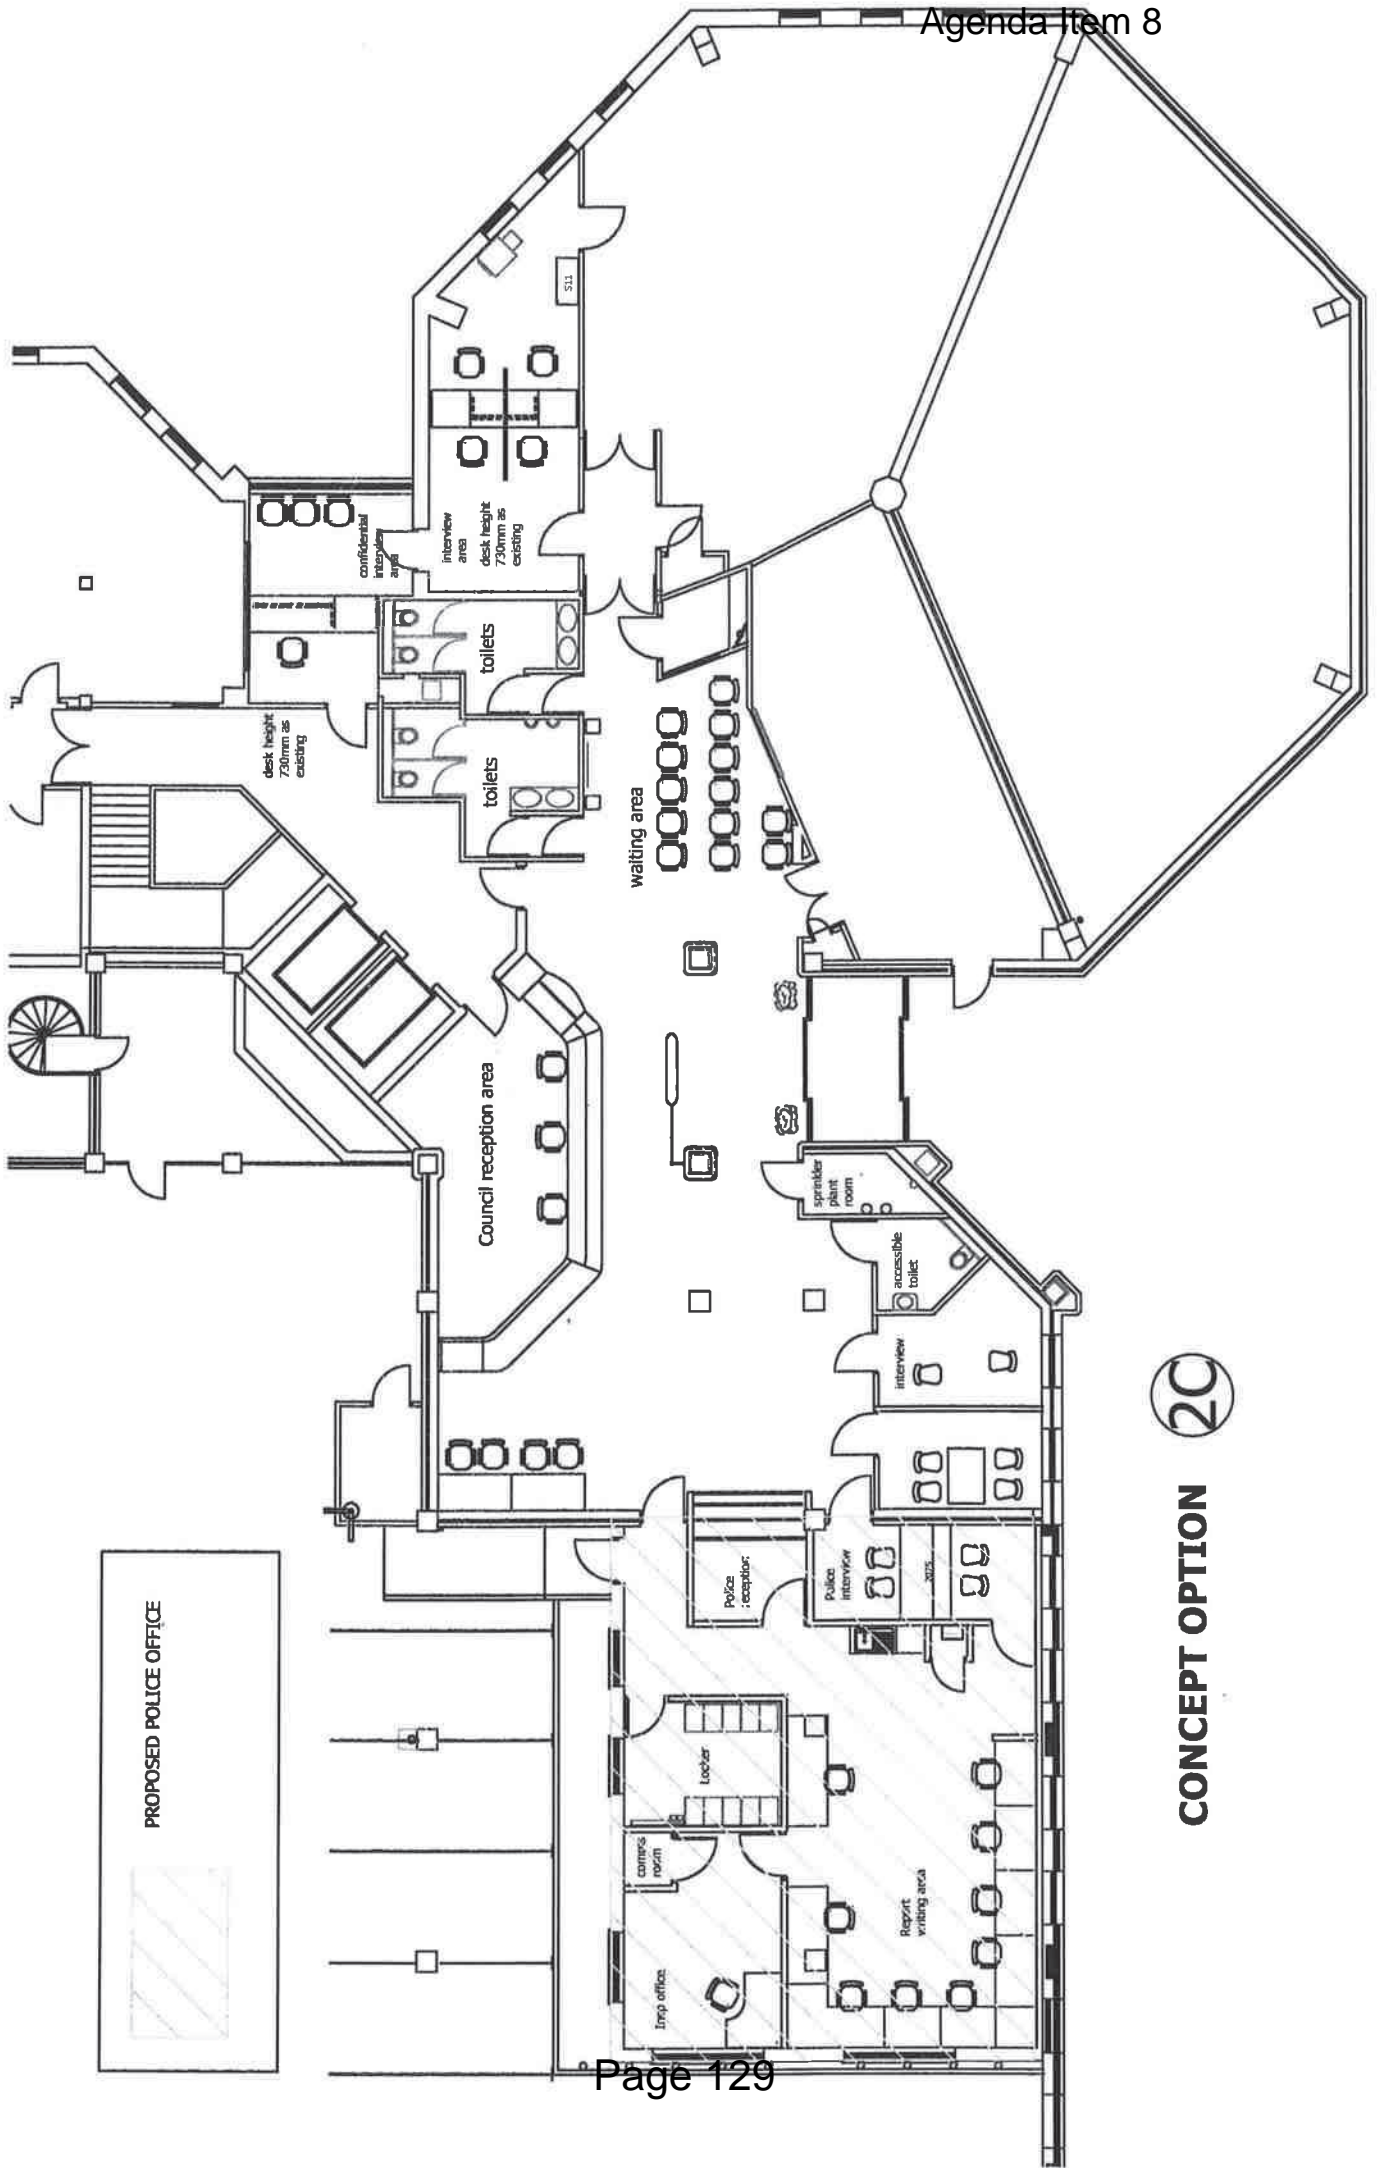 Agenda Item 8
S11
confidential
interview
area
interview
area
desk height
730mm as
existing
toilets
desk height
730mm as
existing
toilets
waiting area
Council reception area
sprinkler
plant
room
accessible
toilet
interview
Police
reception
Police
interview
2075
Locker
comms
room
Insp office
Report
writing area
PROPOSED POLICE OFFICE
CONCEPT OPTION 2C
Page 129